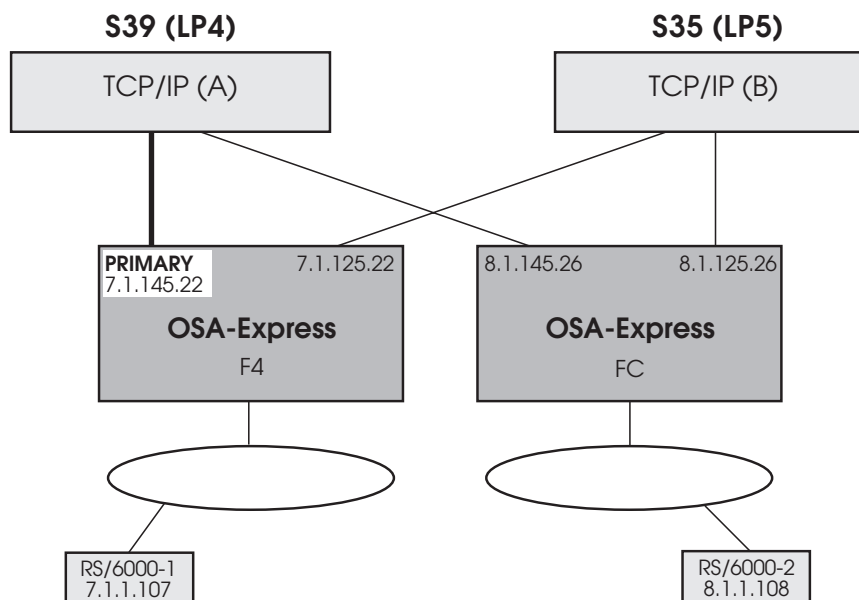 S39 (LP4)
S35 (LP5)
TCP/IP (A)
TCP/IP (B)
PRIMARY
7.1.145.22
7.1.125.22
8.1.145.26
8.1.125.26
OSA-Express
F4
OSA-Express
FC
RS/6000-1
7.1.1.107
RS/6000-2
8.1.1.108